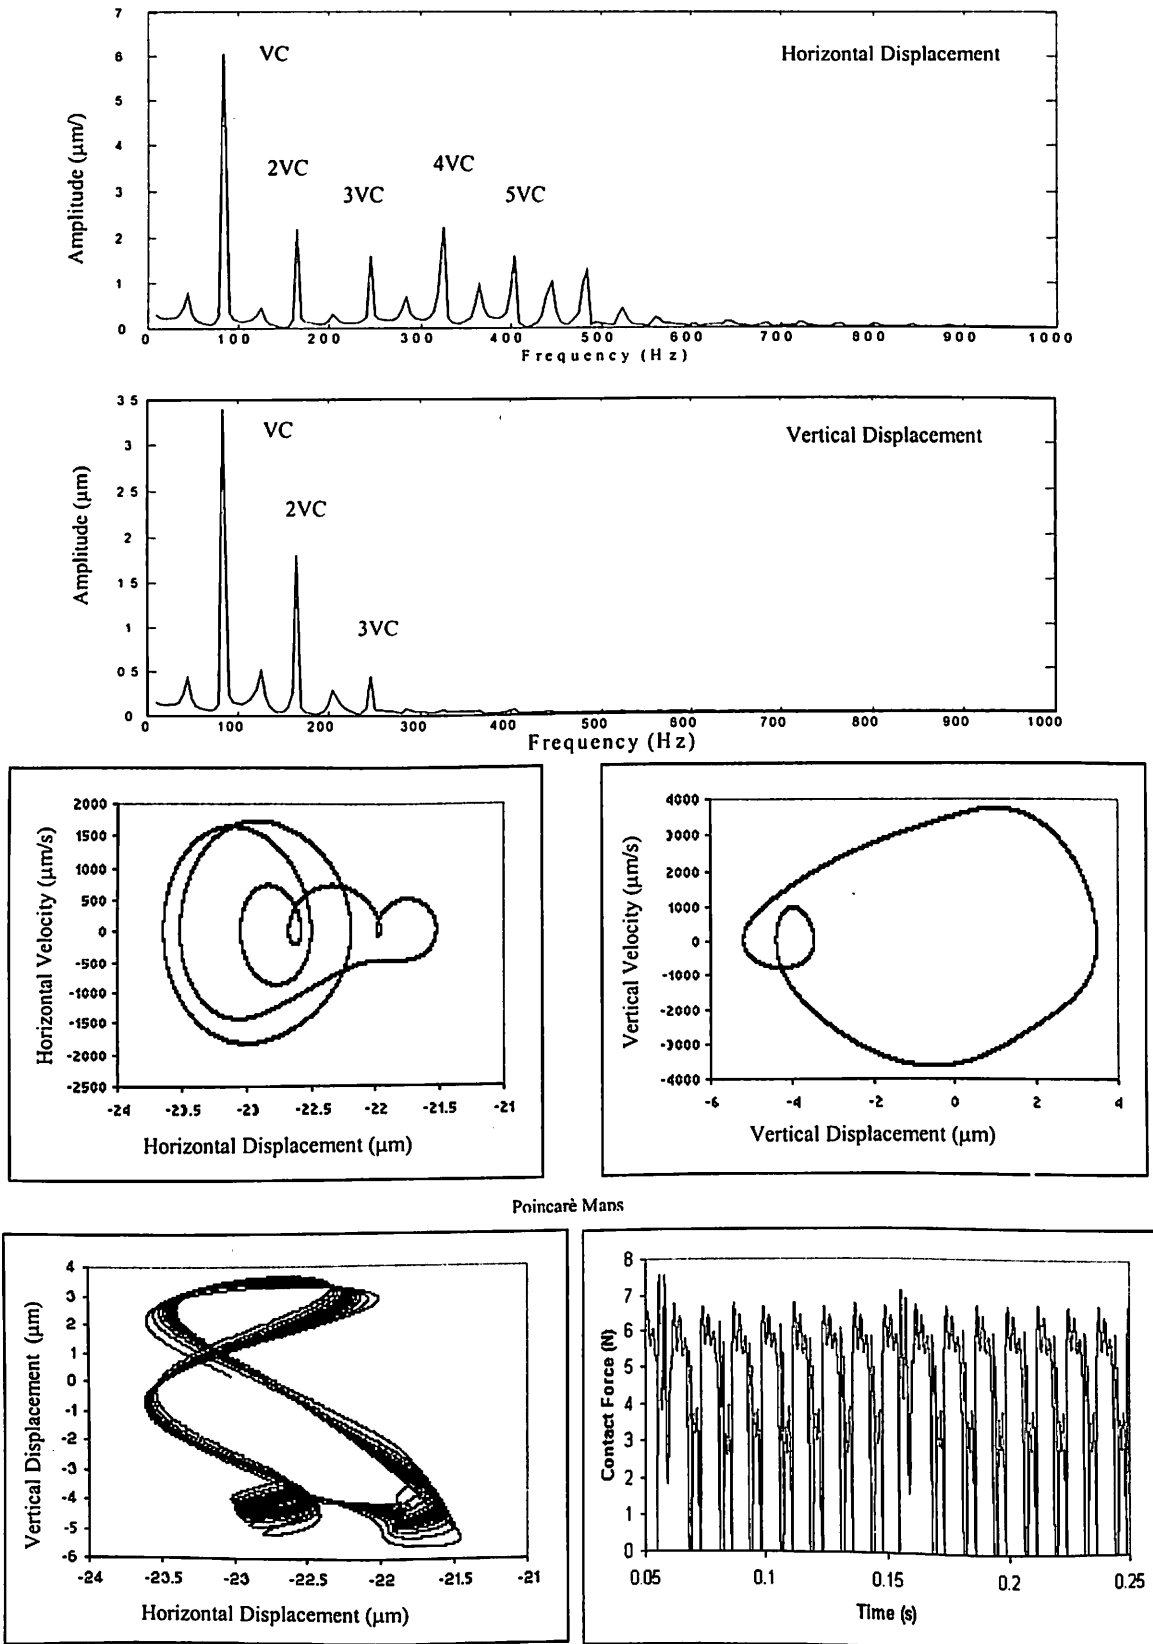 7
6
5
4
3
2
1
0
Amplitude (μm/)
VC
2VC
3VC
4VC
5VC
Horizontal Displacement
0 100 200 300 400 500 600 700 800 900 1000
Frequency (Hz)
3 5
3
2 5
2
1 5
1
0 5
0
Amplitude (μm)
VC
2VC
3VC
Vertical Displacement
0 100 200 300 400 500 600 700 800 900 1000
Frequency (Hz)
2000
1500
1000
500
0
-500
-1000
-1500
-2000
-2500
Horizontal Velocity (μm/s)
-24 -23.5 -23 -22.5 -22 -21.5 -21
Horizontal Displacement (μm)
4000
3000
2000
1000
0
-1000
-2000
-3000
-4000
Vertical Velocity (μm/s)
-6 -4 -2 0 2 4
Vertical Displacement (μm)
Poincarè Maps
4
3
2
1
0
-1
-2
-3
-4
-5
-6
Vertical Displacement (μm)
-24 -23.5 -23 -22.5 -22 -21.5 -21
Horizontal Displacement (μm)
8
7
6
5
4
3
2
1
0
Contact Force (N)
0.05 0.1 0.15 0.2 0.25
Time (s)